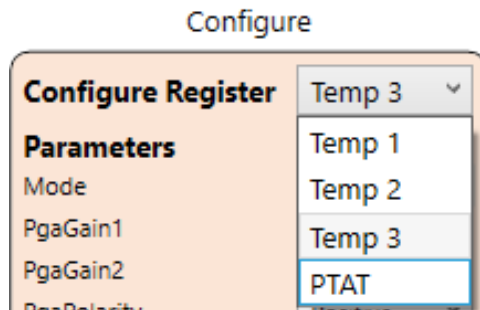 Configure
Configure Register Temp 3
Parameters Temp 1
Mode Temp 2
PgaGain1 Temp 3
PgaGain2 PTAT